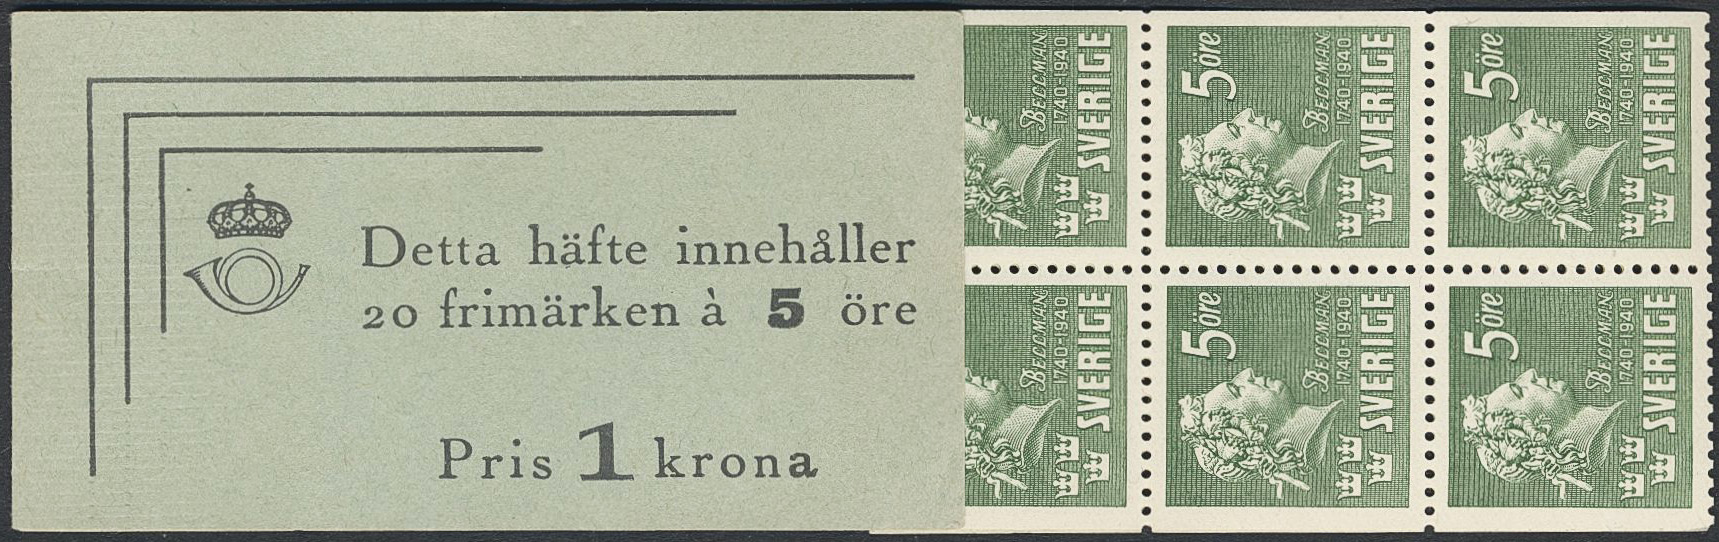 Detta häfte innehåller
20 frimärken à 5 öre
Pris 1 krona
BELLMAN
1740-1940
SVERIGE
5 öre
BELLMAN
1740-1940
SVERIGE
5 öre
BELLMAN
1740-1940
SVERIGE
BELLMAN
1740-1940
SVERIGE
5 öre
BELLMAN
1740-1940
SVERIGE
5 öre
BELLMAN
1740-1940
SVERIGE